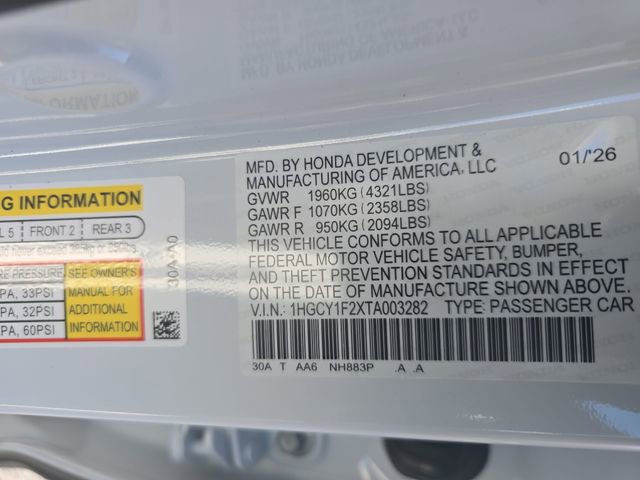 MFD. BY HONDA DEVELOPMENT &
MANUFACTURING OF AMERICA, LLC 01/'26
GVWR 1960KG (4321LBS)
GAWR F 1070KG (2358LBS)
GAWR R 950KG (2094LBS)
THIS VEHICLE CONFORMS TO ALL APPLICABLE
FEDERAL MOTOR VEHICLE SAFETY, BUMPER,
AND THEFT PREVENTION STANDARDS IN EFFECT
ON THE DATE OF MANUFACTURE SHOWN ABOVE.
V.I.N.: 1HGCY1F2XTA003282 TYPE: PASSENGER CAR
30A T AA6 NH883P .A .A
INFORMATION
5 FRONT 2 REAR 3
PRESSURE SEE OWNER'S
33PSI MANUAL FOR
32PSI ADDITIONAL
60PSI INFORMATION
30A-A0